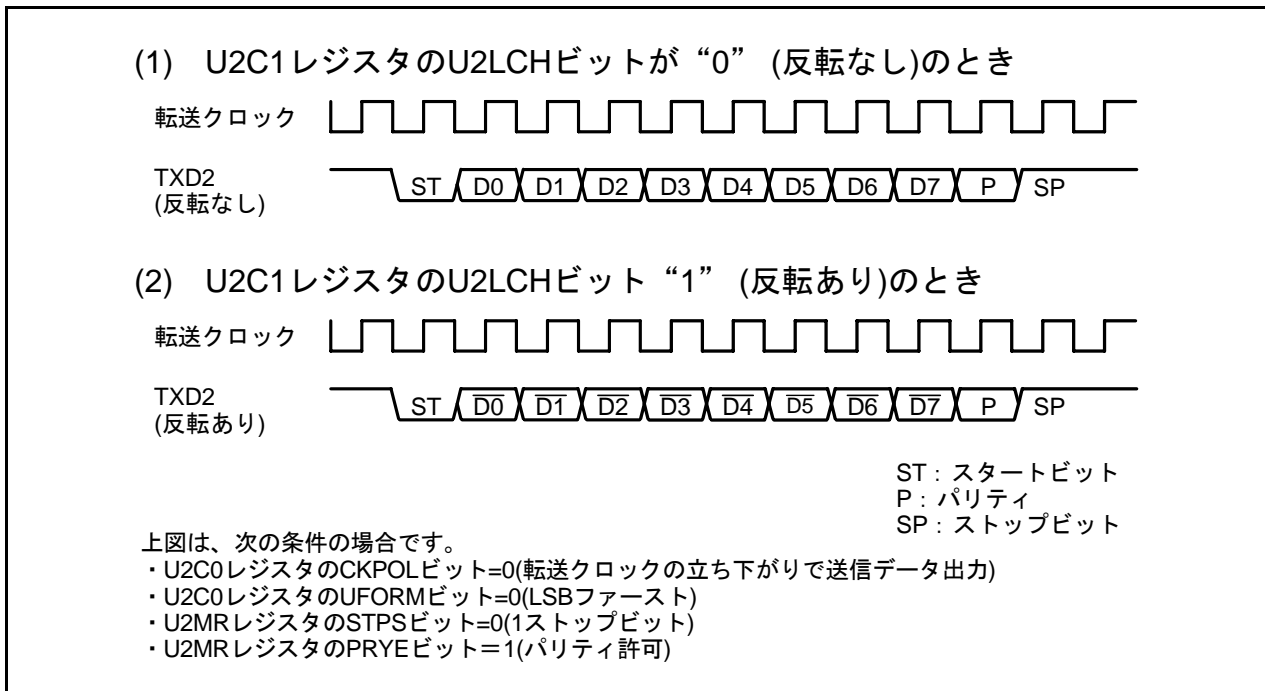 (1) U2C1レジスタのU2LCHビットが“0” (反転なし)のとき
転送クロック
TXD2
(反転なし)
ST D0 D1 D2 D3 D4 D5 D6 D7 P SP
(2) U2C1レジスタのU2LCHビット“1” (反転あり)のとき
転送クロック
TXD2
(反転あり)
ST D̅0̅ D̅1̅ D̅2̅ D̅3̅ D̅4̅ D̅5̅ D̅6̅ D̅7̅ P SP
ST：スタートビット
P：パリティ
SP：ストップビット
上図は、次の条件の場合です。
・U2C0レジスタのCKPOLビット=0(転送クロックの立ち下がりで送信データ出力)
・U2C0レジスタのUFORMビット=0(LSBファースト)
・U2MRレジスタのSTPSビット=0(1ストップビット)
・U2MRレジスタのPRYEビット＝1(パリティ許可)